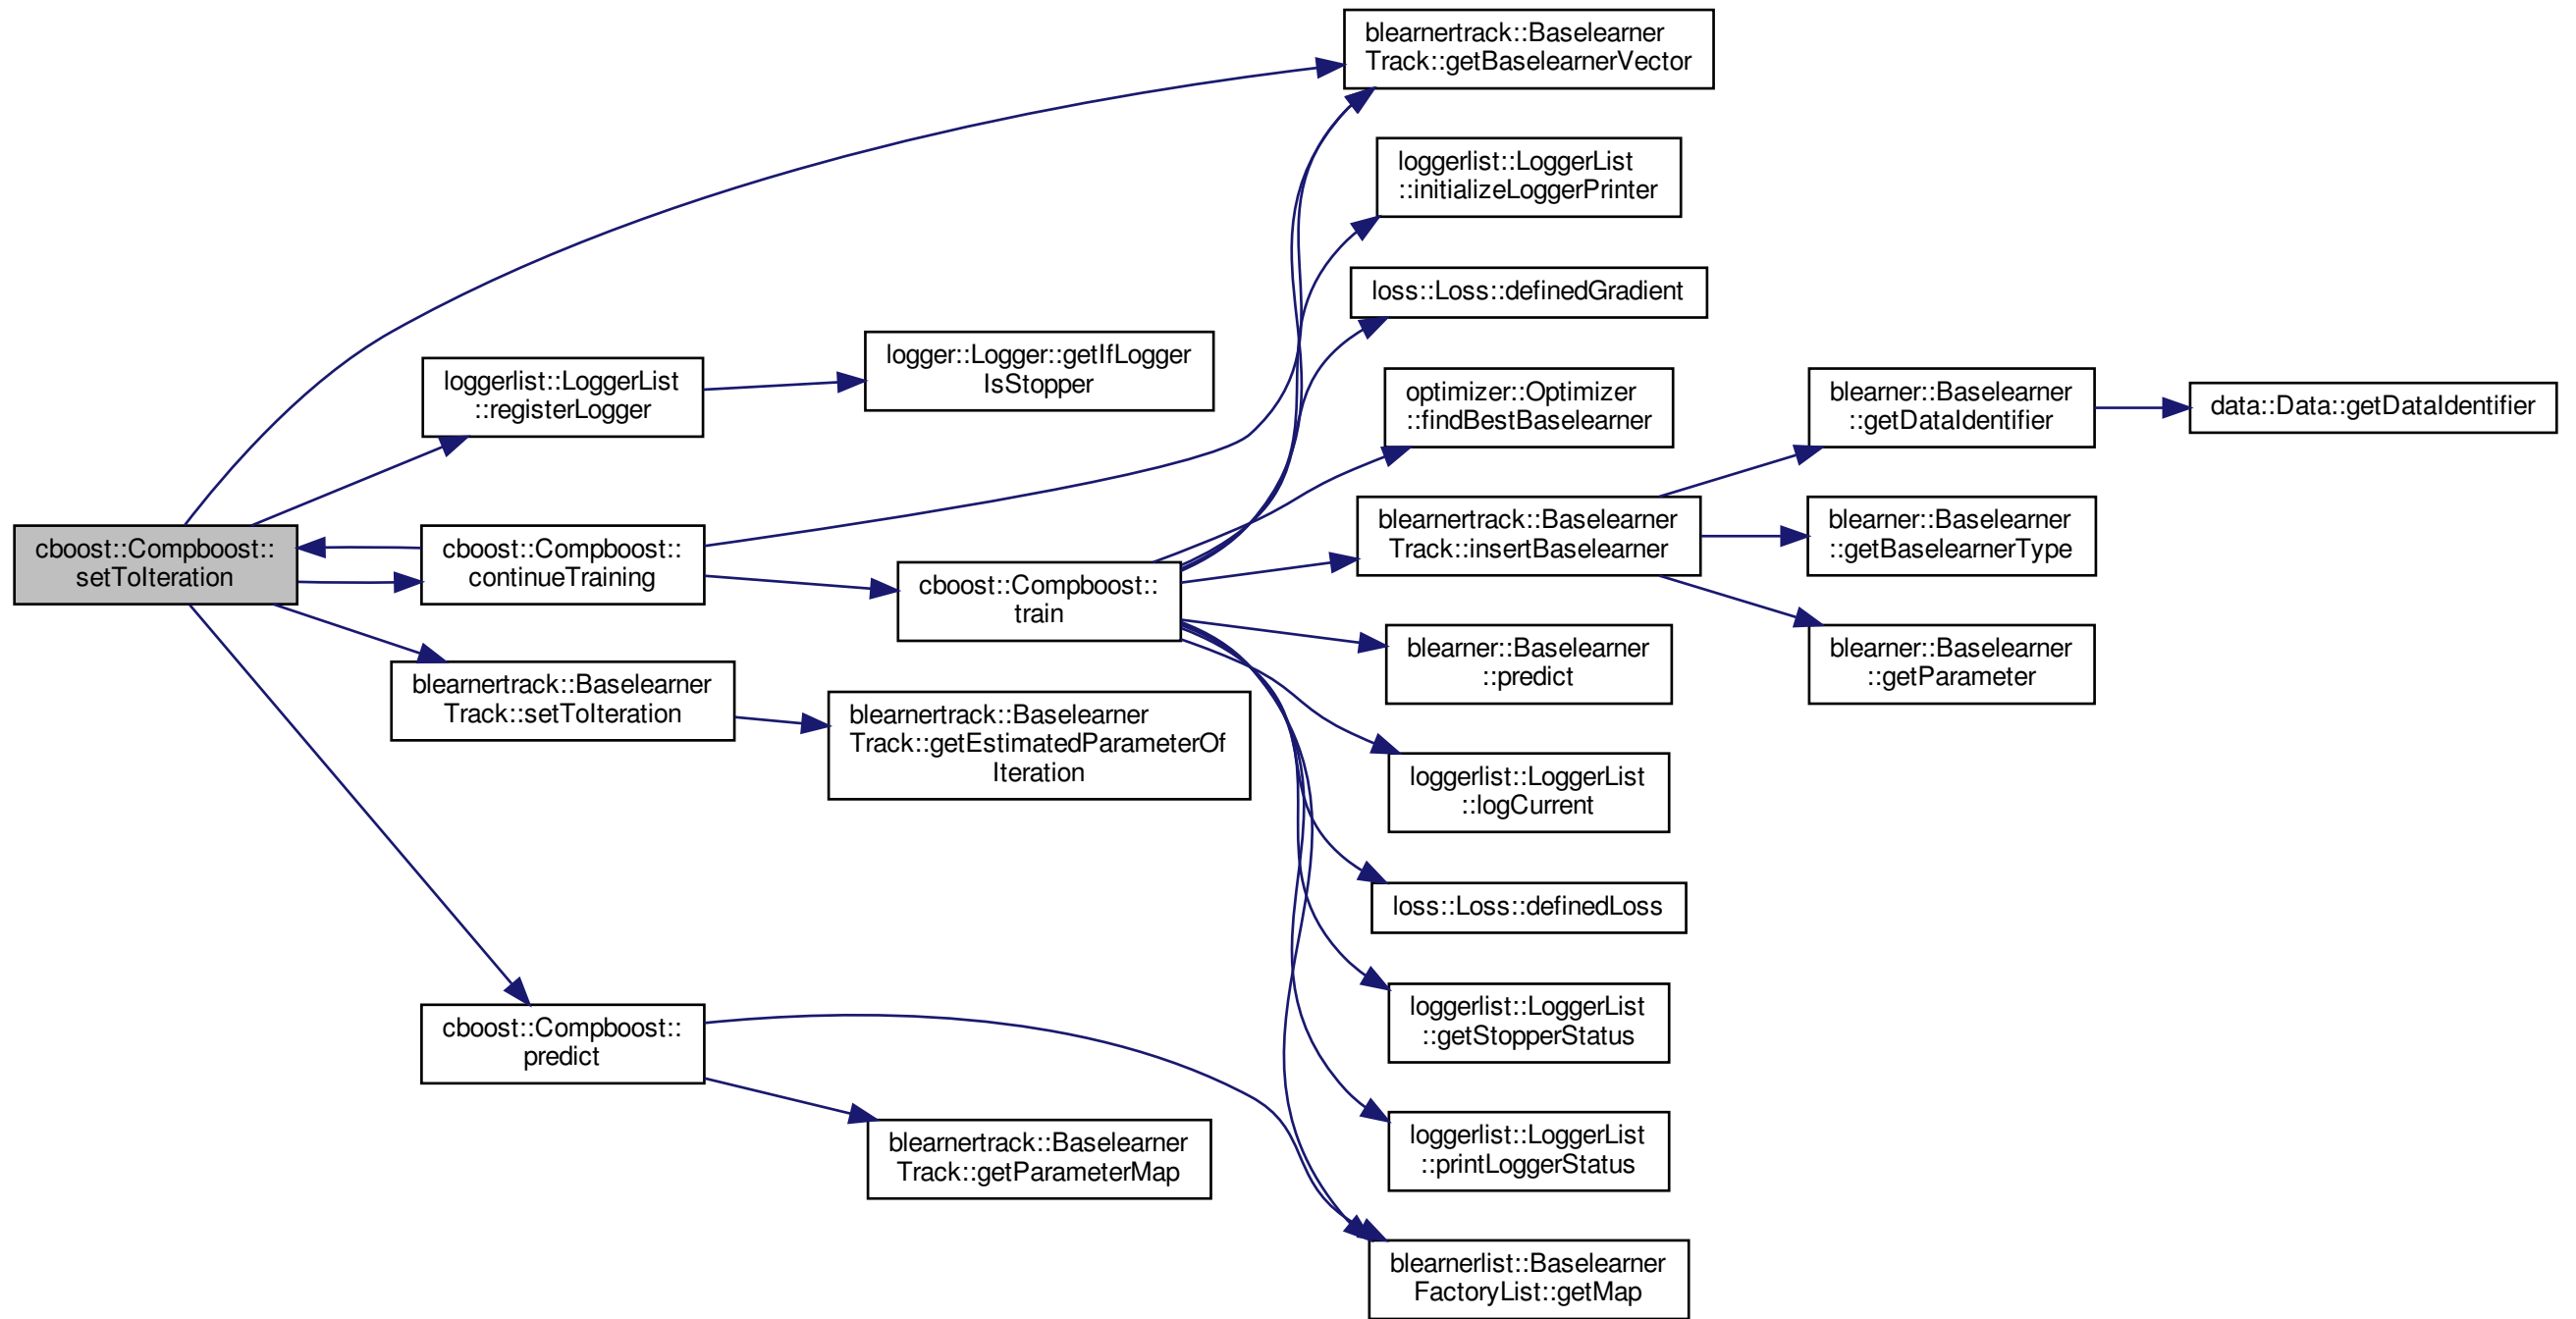 blearnertrack::Baselearner
Track::getBaselearnerVector
loggerlist::LoggerList
::initializeLoggerPrinter
loss::Loss::definedGradient
logger::Logger::getIfLogger
IsStopper
loggerlist::LoggerList
::registerLogger
optimizer::Optimizer
::findBestBaselearner
blearner::Baselearner
::getDataIdentifier
data::Data::getDataIdentifier
cboost::Compboost::
setToIteration
cboost::Compboost::
continueTraining
cboost::Compboost::
train
blearnertrack::Baselearner
Track::insertBaselearner
blearner::Baselearner
::getBaselearnerType
blearner::Baselearner
::predict
blearner::Baselearner
::getParameter
blearnertrack::Baselearner
Track::setToIteration
blearnertrack::Baselearner
Track::getEstimatedParameterOf
Iteration
loggerlist::LoggerList
::logCurrent
loss::Loss::definedLoss
loggerlist::LoggerList
::getStopperStatus
cboost::Compboost::
predict
loggerlist::LoggerList
::printLoggerStatus
blearnertrack::Baselearner
Track::getParameterMap
blearnerlist::Baselearner
FactoryList::getMap